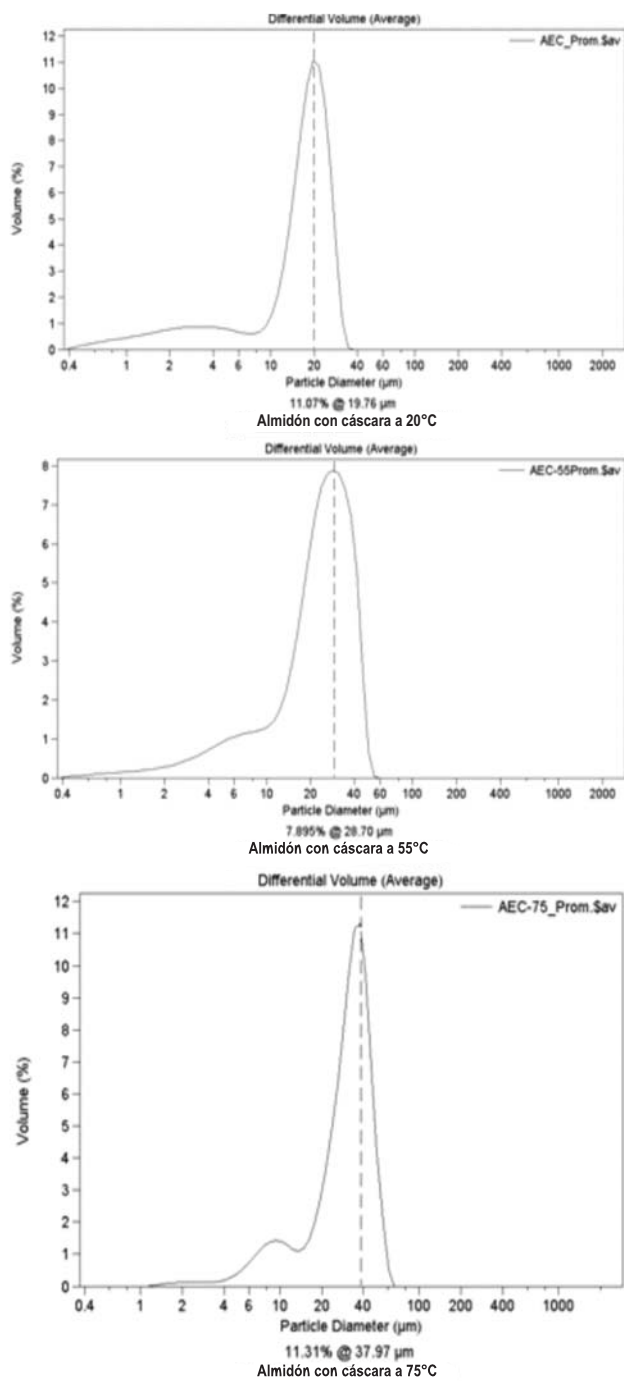 Differential Volume (Average)
AEC_Prom.$av
12
11
10
9
8
7
6
5
4
3
2
1
0
Volume (%)
0.4 1 2 4 6 10 20 40 60 100 200 400 1000 2000
Particle Diameter (µm)
11.07% @ 19.76 µm
Almidón con cáscara a 20°C
Differential Volume (Average)
AEC-55Prom.$av
8
7
6
5
4
3
2
1
0
Volume (%)
0.4 1 2 4 6 10 20 40 60 100 200 400 1000 2000
Particle Diameter (µm)
7.895% @ 28.70 µm
Almidón con cáscara a 55°C
Differential Volume (Average)
AEC-75_Prom.$av
12
11
10
9
8
7
6
5
4
3
2
1
0
Volume (%)
0.4 1 2 4 6 10 20 40 100 200 400 1000
Particle Diameter (µm)
11.31% @ 37.97 µm
Almidón con cáscara a 75°C